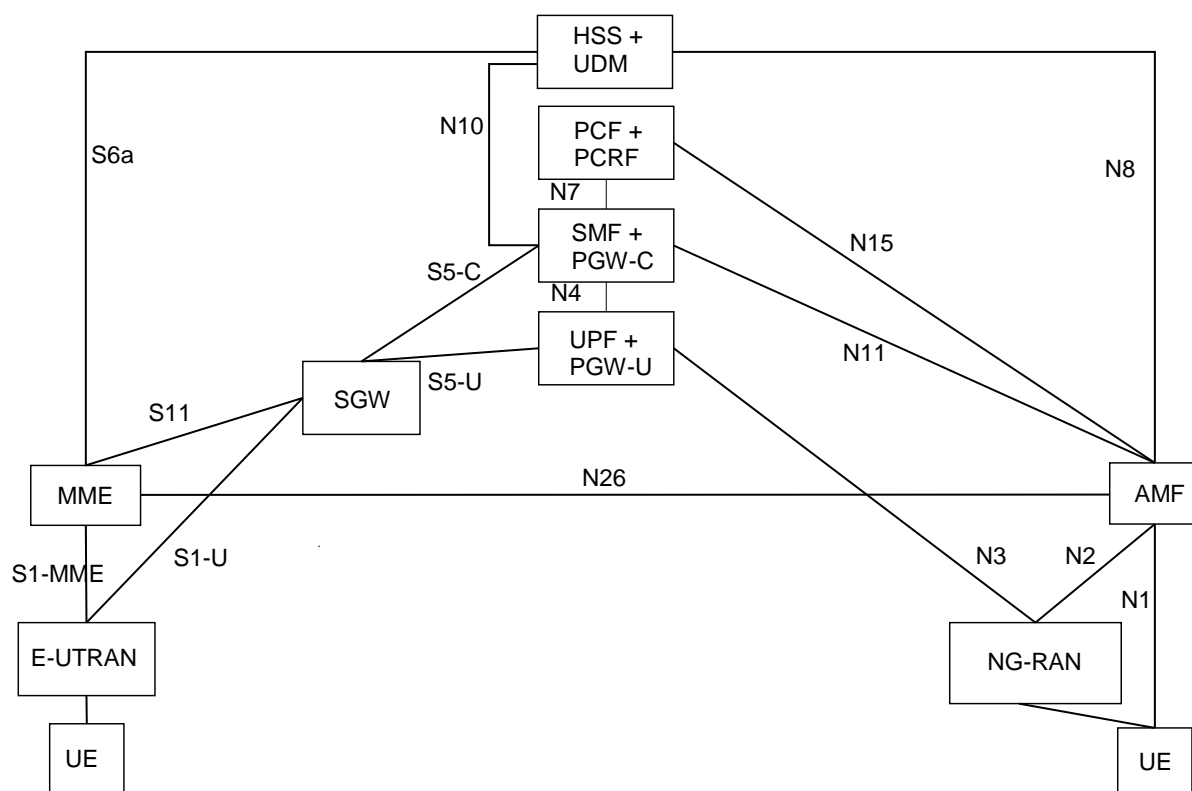 HSS +
UDM
N10
PCF +
PCRF
S6a
N8
N7
SMF +
PGW-C
N15
S5-C
N4
UPF +
PGW-U
N11
S5-U
SGW
S11
N26
MME
AMF
S1-U
N3
N2
S1-MME
N1
E-UTRAN
NG-RAN
UE
UE